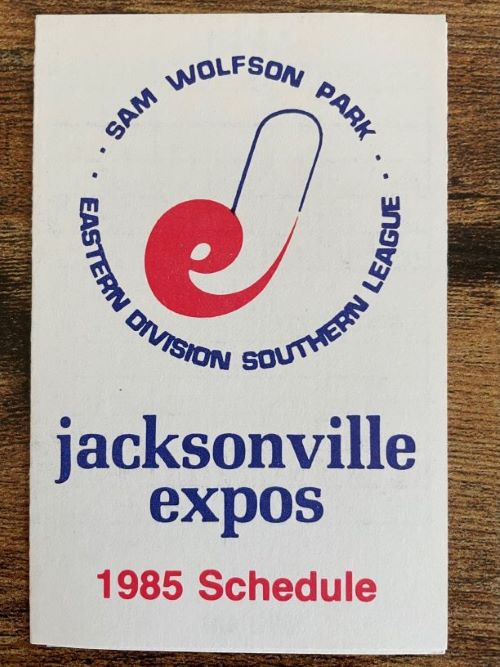 SAM WOLFSON PARK
EASTERN DIVISION SOUTHERN LEAGUE
e
jacksonville
expos
1985 Schedule